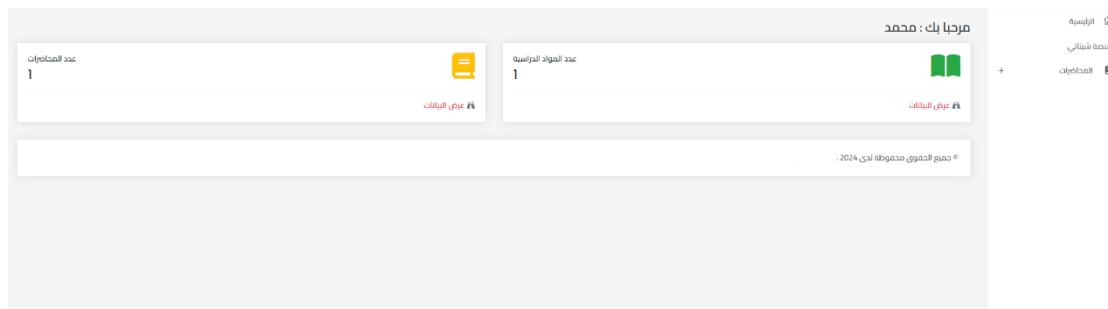 الرئيسية
منصة شيتاتي
المحاضرات +
مرحبا بك : محمد
عدد المواد الدراسية
1
عرض البيانات
عدد المحاضرات
1
عرض البيانات
© جميع الحقوق محفوظة لدى 2024 .